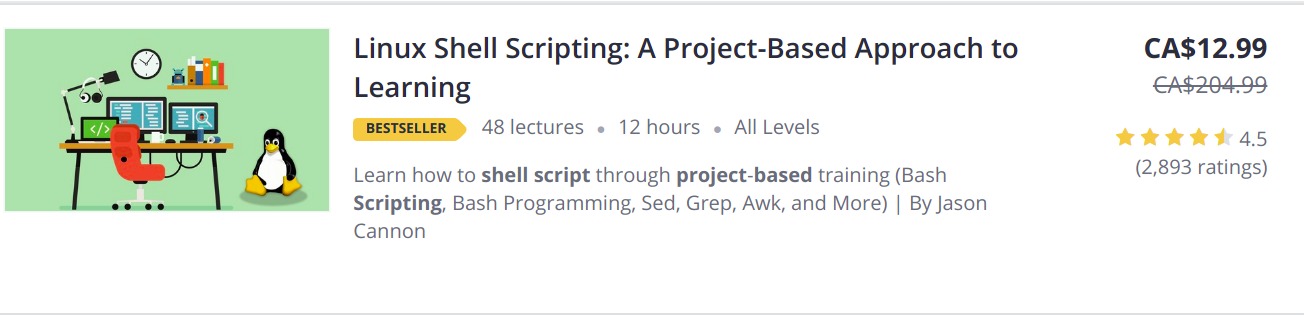 Linux Shell Scripting: A Project-Based Approach to
Learning
BESTSELLER 48 lectures • 12 hours • All Levels
Learn how to shell script through project-based training (Bash
Scripting, Bash Programming, Sed, Grep, Awk, and More) | By Jason
Cannon
CA$12.99
CA$204.99
4.5
(2,893 ratings)